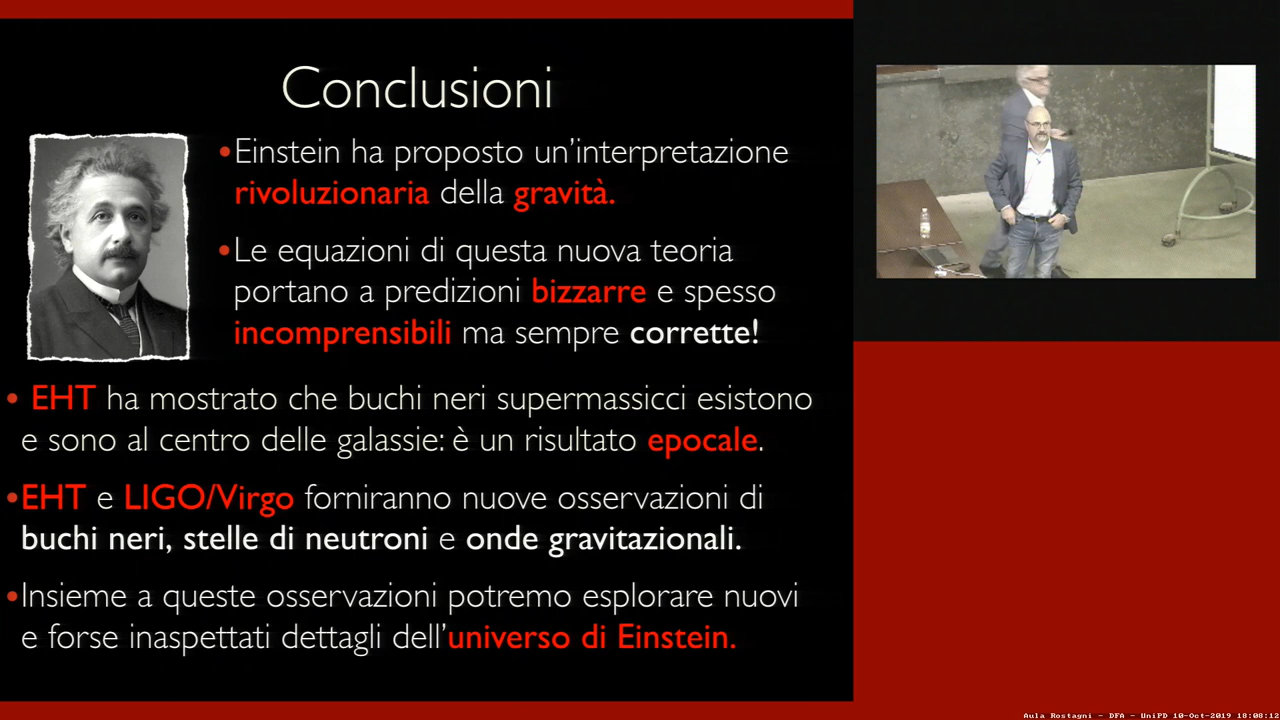 Conclusioni
•Einstein ha proposto un’interpretazione
rivoluzionaria della gravità.
•Le equazioni di questa nuova teoria
portano a predizioni bizzarre e spesso
incomprensibili ma sempre corrette!
• EHT ha mostrato che buchi neri supermassicci esistono
e sono al centro delle galassie: è un risultato epocale.
•EHT e LIGO/Virgo forniranno nuove osservazioni di
buchi neri, stelle di neutroni e onde gravitazionali.
•Insieme a queste osservazioni potremo esplorare nuovi
e forse inaspettati dettagli dell’universo di Einstein.
Aula Rostagni - DFA - UniPD 10-Oct-2019 18:08:12